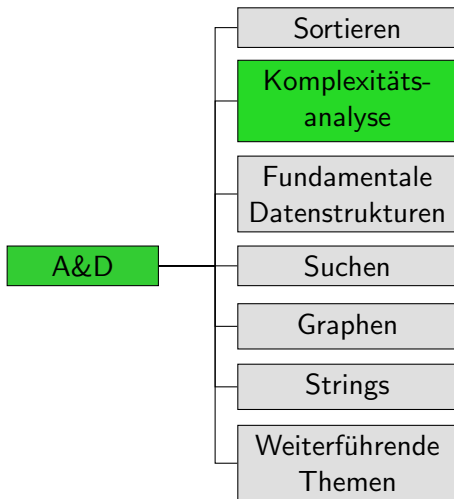 Sortieren
Komplexitäts-
analyse
Fundamentale
Datenstrukturen
A&D
Suchen
Graphen
Strings
Weiterführende
Themen